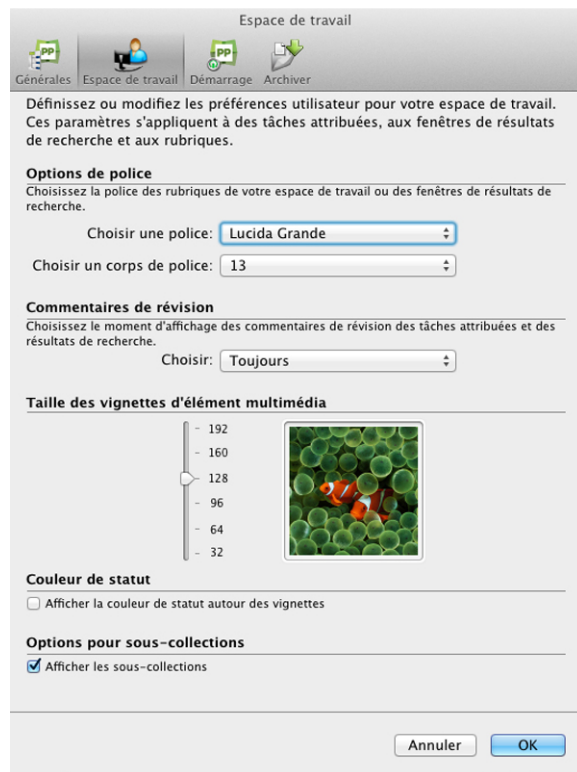 Espace de travail
PP
PP
Générales Espace de travail Démarrage Archiver
Définissez ou modifiez les préférences utilisateur pour votre espace de travail.
Ces paramètres s'appliquent à des tâches attribuées, aux fenêtres de résultats
de recherche et aux rubriques.
Options de police
Choisissez la police des rubriques de votre espace de travail ou des fenêtres de résultats de
recherche.
Choisir une police: Lucida Grande
Choisir un corps de police: 13
Commentaires de révision
Choisissez le moment d'affichage des commentaires de révision des tâches attribuées et des
résultats de recherche.
Choisir: Toujours
Taille des vignettes d'élément multimédia
192
160
128
96
64
32
Couleur de statut
Afficher la couleur de statut autour des vignettes
Options pour sous-collections
Afficher les sous-collections
Annuler OK